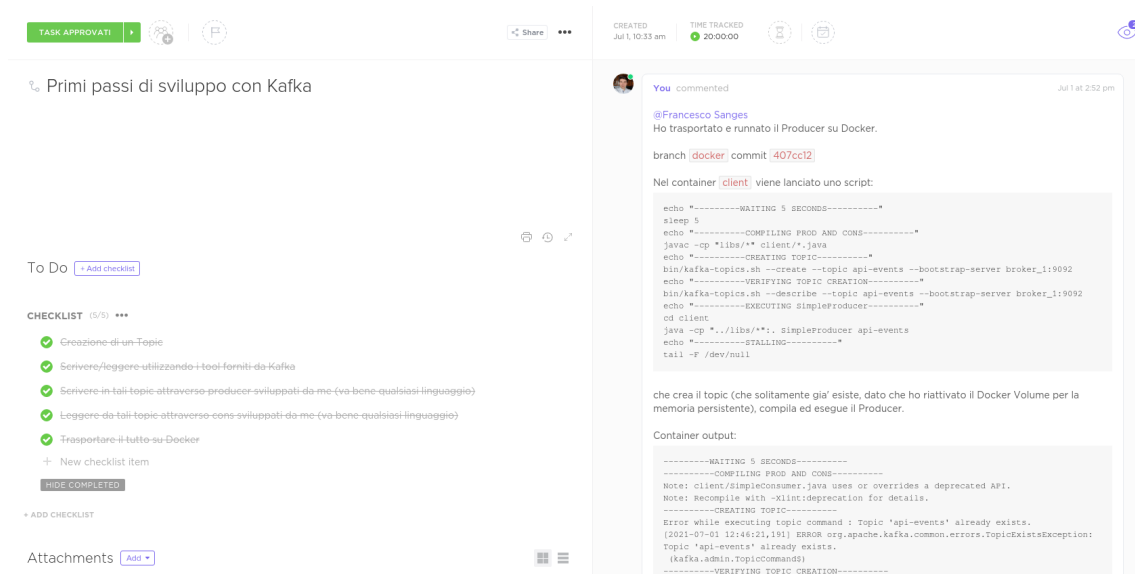 TASK APPROVATI
Share
CREATED
Jul 1, 10:33 am
TIME TRACKED
20:00:00
Primi passi di sviluppo con Kafka
To Do + Add checklist
CHECKLIST (5/5)
Creazione di un Topic
Scrivere/leggere utilizzando i tool forniti da Kafka
Scrivere in tali topic attraverso producer sviluppati da me (va bene qualsiasi linguaggio)
Leggere da tali topic attraverso cons sviluppati da me (va bene qualsiasi linguaggio)
Trasportare il tutto su Docker
+ New checklist item
HIDE COMPLETED
+ ADD CHECKLIST
Attachments Add
You commented
Jul 1 at 2:52 pm
@Francesco Sanges
Ho trasportato e runnato il Producer su Docker.
branch docker commit 407cc12
Nel container client viene lanciato uno script:
echo "---------WAITING 5 SECONDS----------"
sleep 5
echo "----------COMPILING PROD AND CONS----------"
javac -cp "libs/*" client/*.java
echo "----------CREATING TOPIC----------"
bin/kafka-topics.sh --create --topic api-events --bootstrap-server broker_1:9092
echo "----------VERIFYING TOPIC CREATION----------"
bin/kafka-topics.sh --describe --topic api-events --bootstrap-server broker_1:9092
echo "----------EXECUTING SimpleProducer----------"
cd client
java -cp "../libs/*":. SimpleProducer api-events
echo "----------STALLING----------"
tail -F /dev/null
che crea il topic (che solitamente gia' esiste, dato che ho riattivato il Docker Volume per la
memoria persistente), compila ed esegue il Producer.
Container output:
---------WAITING 5 SECONDS----------
----------COMPILING PROD AND CONS----------
Note: client/SimpleConsumer.java uses or overrides a deprecated API.
Note: Recompile with -Xlint:deprecation for details.
----------CREATING TOPIC----------
Error while executing topic command : Topic 'api-events' already exists.
[2021-07-01 12:46:21,191] ERROR org.apache.kafka.common.errors.TopicExistsException:
Topic 'api-events' already exists.
(kafka.admin.TopicCommand$)
----------VERIFYING TOPIC CREATION----------